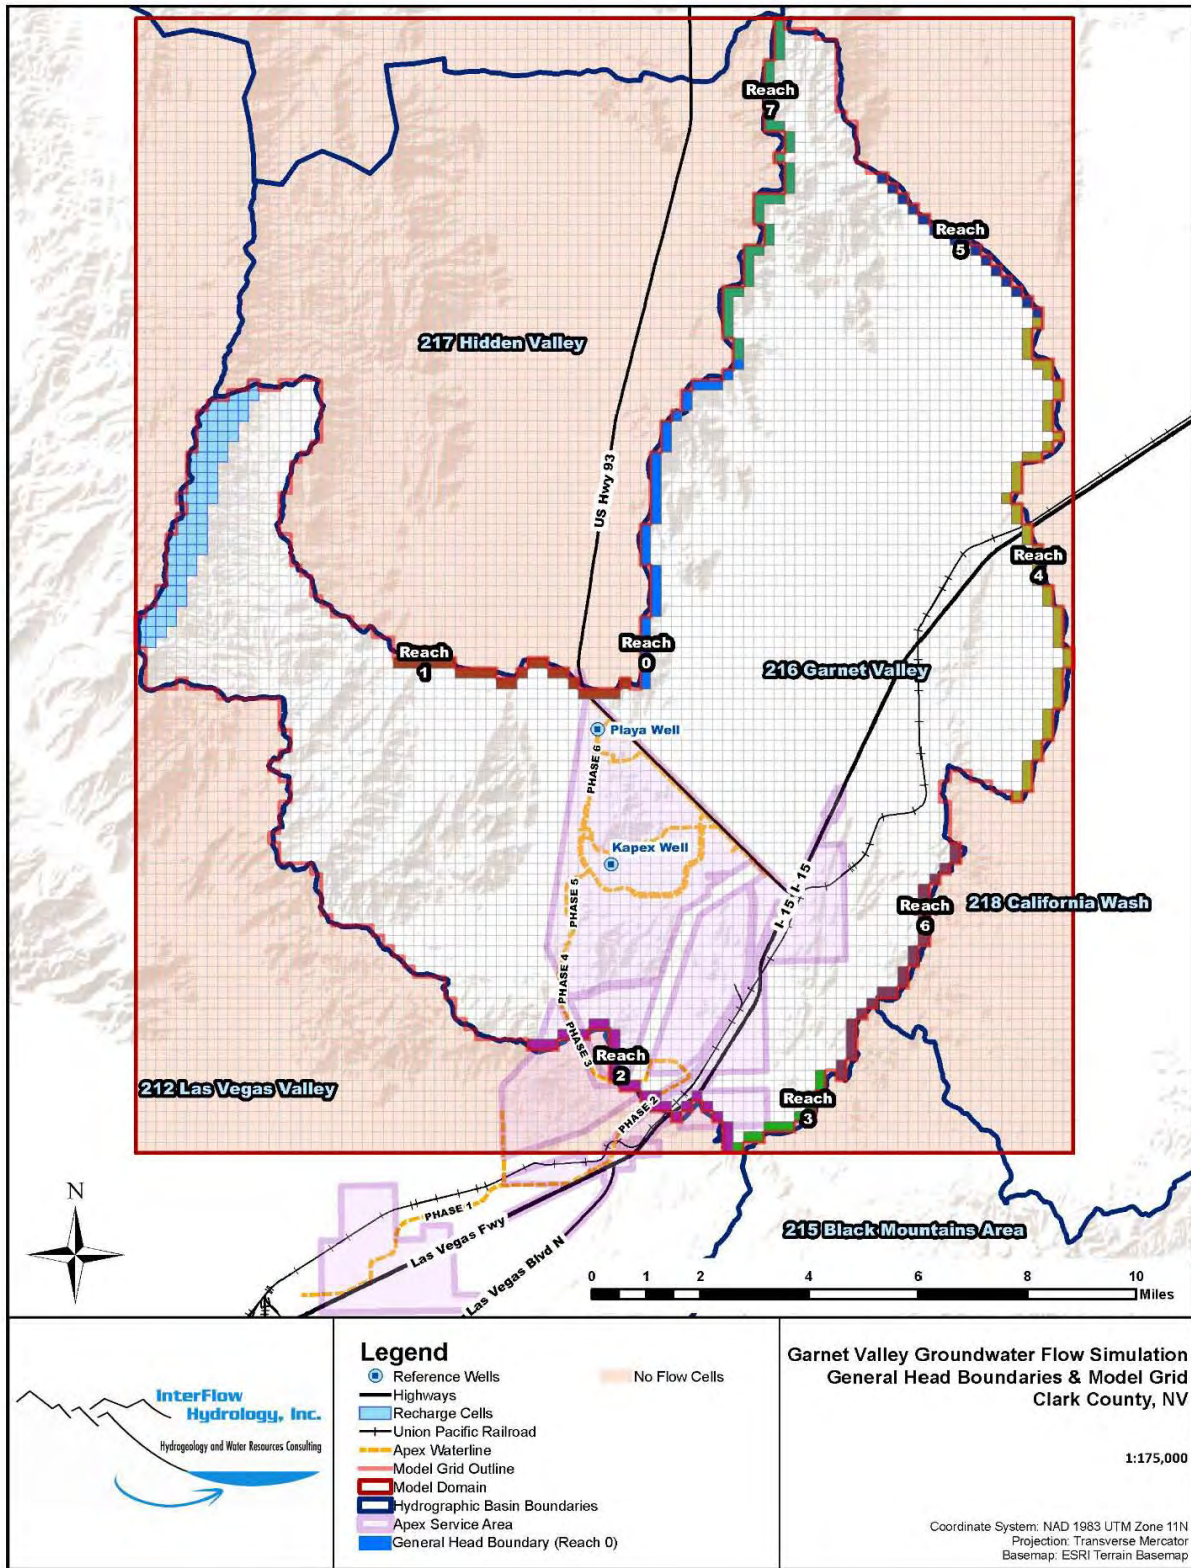 Reach
7
Reach
5
217 Hidden Valley
US Hwy 93
Reach
4
Reach
0
Reach
1
216 Garnet Valley
Playa Well
PHASE 6
Kapex Well
I-15
I-15
PHASE 5
Reach
6
218 California Wash
PHASE 4
PHASE 3
Reach
2
212 Las Vegas Valley
PHASE 2
Reach
3
N
PHASE 1
Las Vegas Fwy
Las Vegas Blvd N
215 Black Mountains Area
0 1 2 4 6 8 10
Miles
InterFlow
Hydrology, Inc.
Hydrogeology and Water Resources Consulting
Legend
Reference Wells
Highways
Recharge Cells
Union Pacific Railroad
Apex Waterline
Model Grid Outline
Model Domain
Hydrographic Basin Boundaries
Apex Service Area
General Head Boundary (Reach 0)
No Flow Cells
Garnet Valley Groundwater Flow Simulation
General Head Boundaries & Model Grid
Clark County, NV
1:175,000
Coordinate System: NAD 1983 UTM Zone 11N
Projection: Transverse Mercator
Basemap: ESRI Terrain Basemap